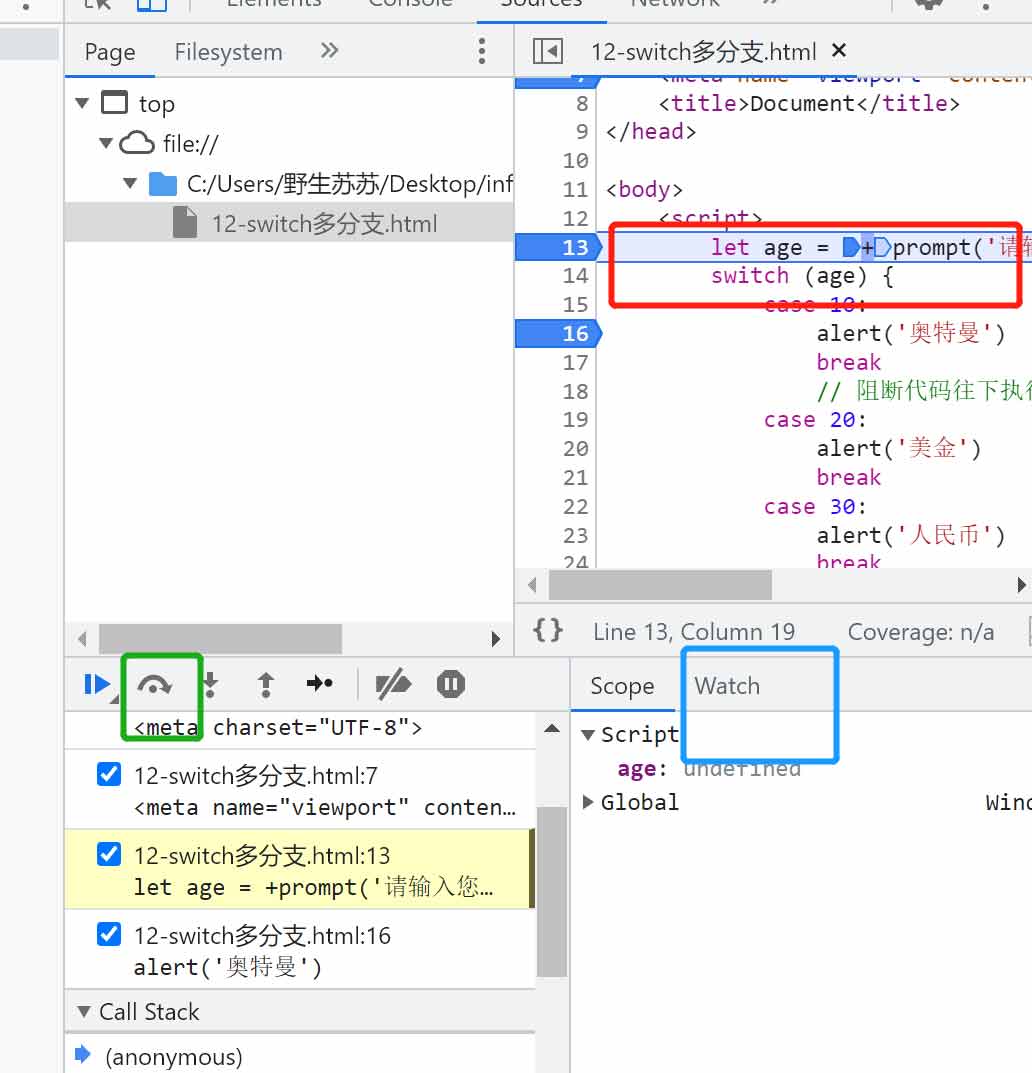 Elements Console Sources Network
Page Filesystem
top
file://
C:/Users/野生苏苏/Desktop/inf
12-switch多分支.html
12-switch多分支.html
7 <meta name="viewport" conten
8 <title>Document</title>
9 </head>
10
11 <body>
12 <script>
13 let age = +prompt('请输
14 switch (age) {
15 case 10:
16 alert('奥特曼')
17 break
18 // 阻断代码往下执行
19 case 20:
20 alert('美金')
21 break
22 case 30:
23 alert('人民币')
24 break
{} Line 13, Column 19 Coverage: n/a
<meta charset="UTF-8">
12-switch多分支.html:7
<meta name="viewport" conten…
12-switch多分支.html:13
let age = +prompt('请输入您…
12-switch多分支.html:16
alert('奥特曼')
Call Stack
(anonymous)
Scope Watch
Script
age: undefined
Global Wind